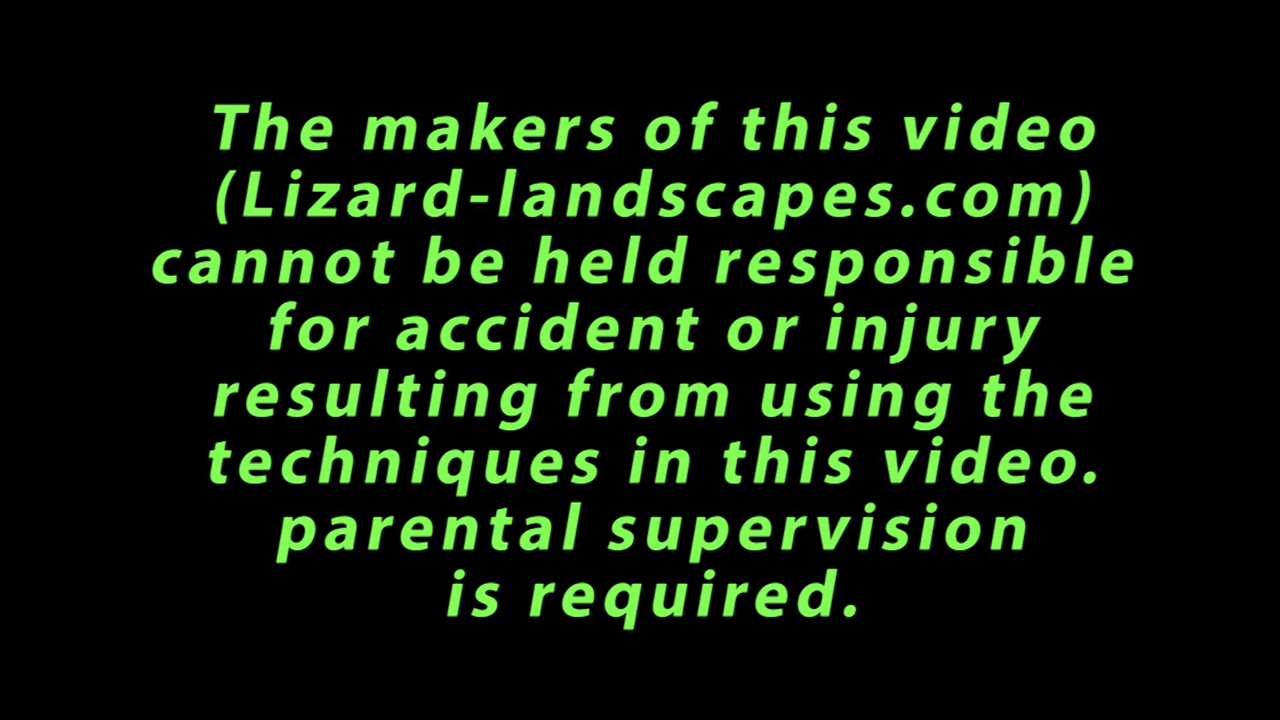 The makers of this video
(Lizard-landscapes.com)
cannot be held responsible
for accident or injury
resulting from using the
techniques in this video.
parental supervision
is required.